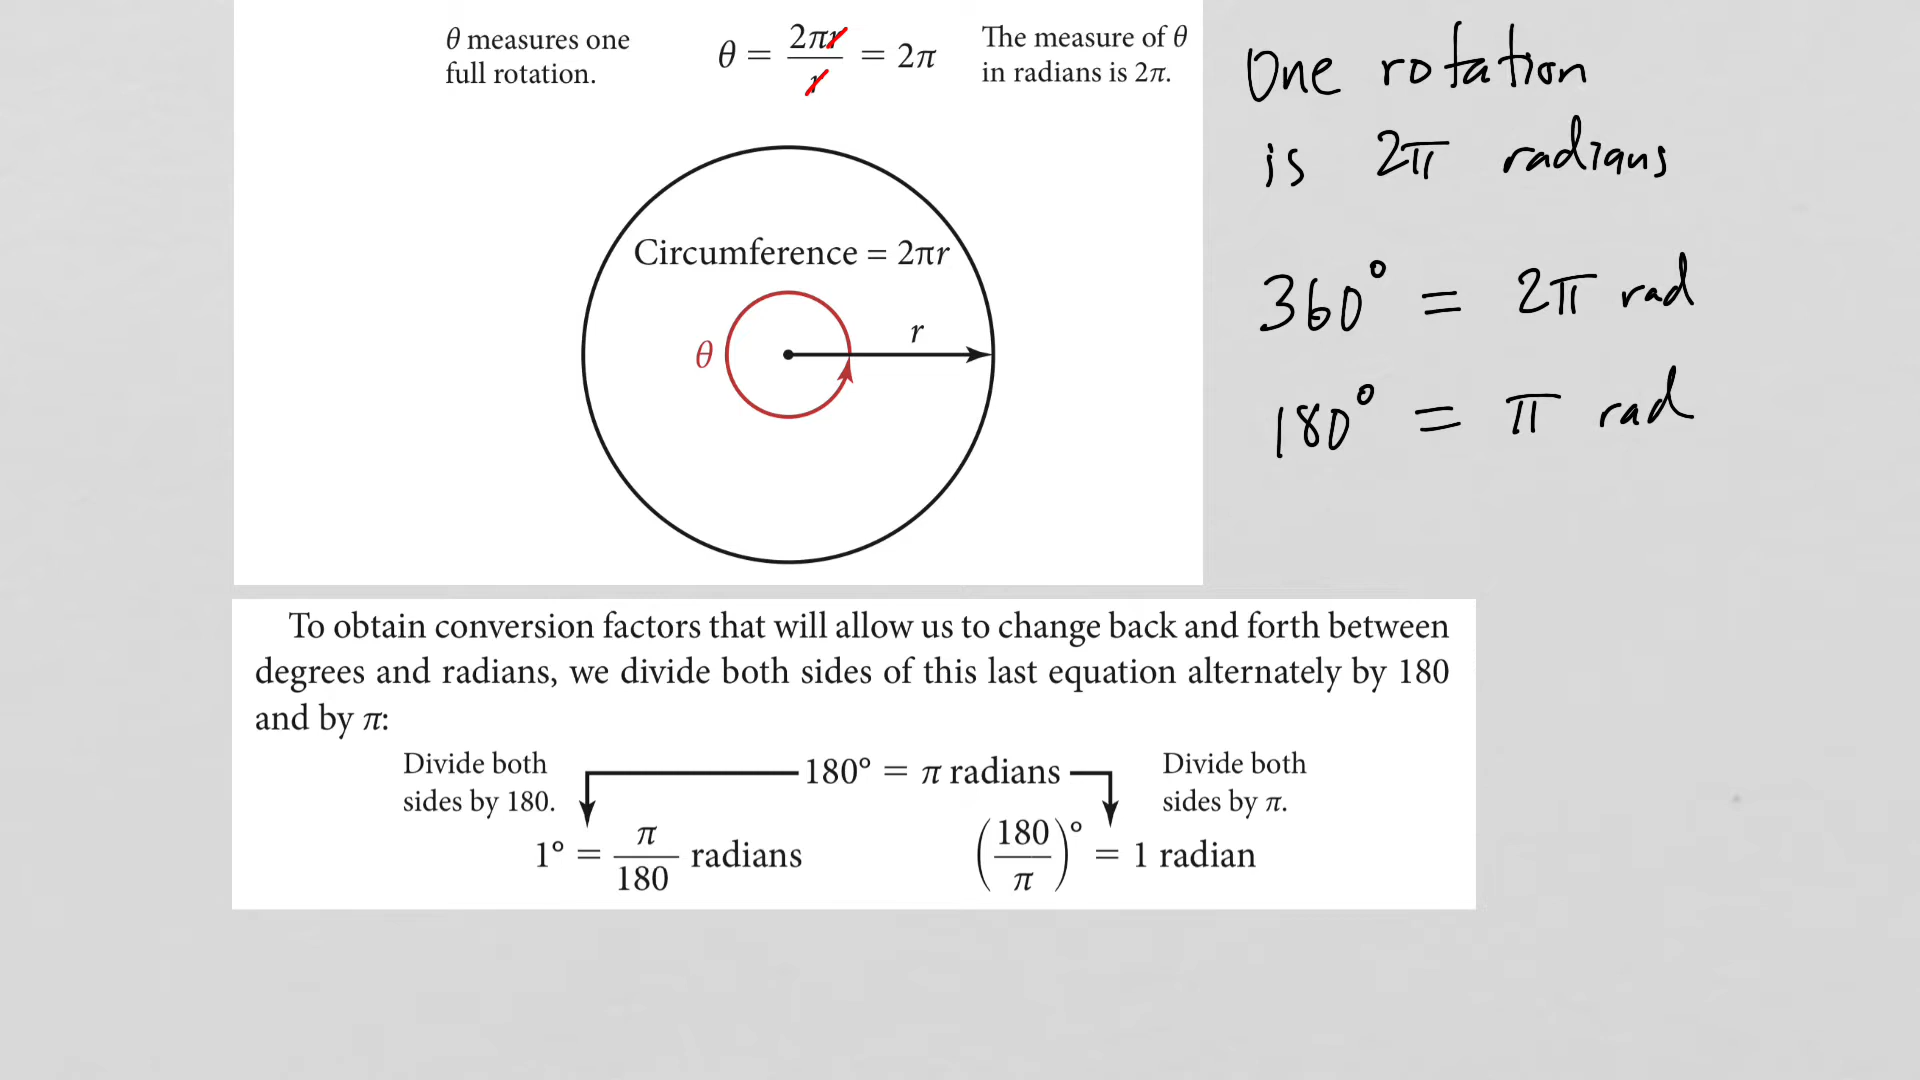 θ measures one
full rotation.
θ = 2πr/r = 2π
The measure of θ
in radians is 2π.
Circumference = 2πr
θ
r
One rotation
is 2π radians
360° = 2π rad
180° = π rad
To obtain conversion factors that will allow us to change back and forth between
degrees and radians, we divide both sides of this last equation alternately by 180
and by π:
Divide both
sides by 180.
180° = π radians
Divide both
sides by π.
1° = π/180 radians
(180/π)° = 1 radian